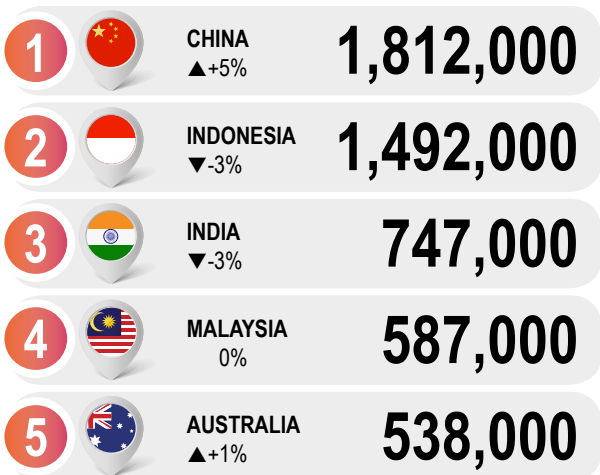 1 CHINA 1,812,000
▲+5%
2 INDONESIA 1,492,000
▼-3%
3 INDIA 747,000
▼-3%
4 MALAYSIA 587,000
0%
5 AUSTRALIA 538,000
▲+1%